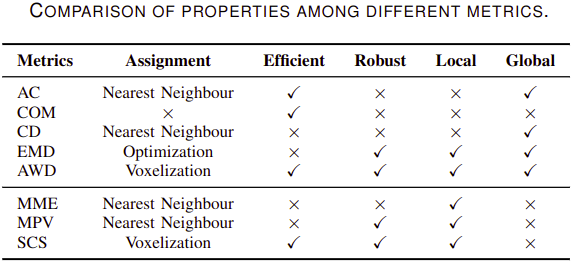 COMPARISON OF PROPERTIES AMONG DIFFERENT METRICS.
Metrics Assignment Efficient Robust Local Global
AC Nearest Neighbour ✓ × × ✓
COM × ✓ × × ×
CD Nearest Neighbour × × × ✓
EMD Optimization × ✓ ✓ ✓
AWD Voxelization ✓ ✓ ✓ ✓
MME Nearest Neighbour × × ✓ ×
MPV Nearest Neighbour × ✓ ✓ ×
SCS Voxelization ✓ ✓ ✓ ×